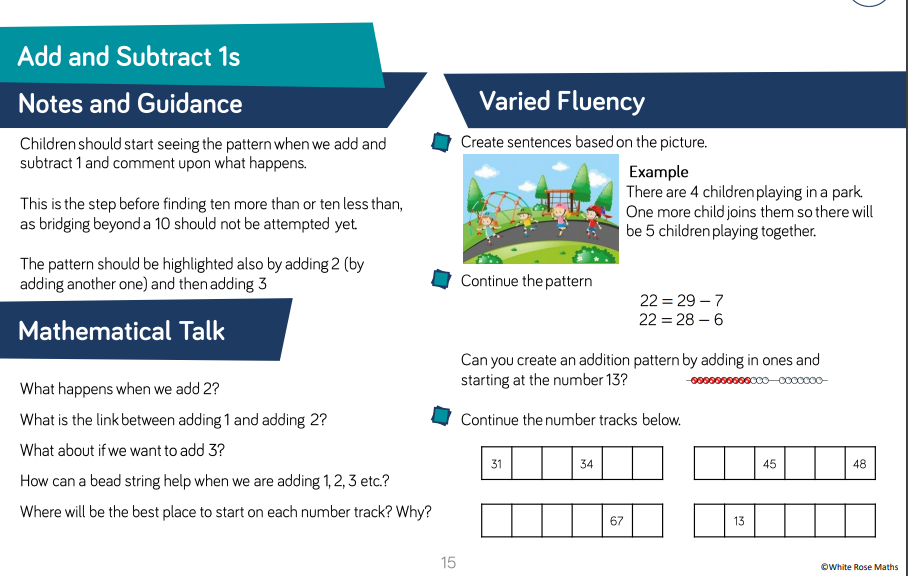 Add and Subtract 1s
Notes and Guidance
Children should start seeing the pattern when we add and
subtract 1 and comment upon what happens.
This is the step before finding ten more than or ten less than,
as bridging beyond a 10 should not be attempted yet.
The pattern should be highlighted also by adding 2 (by
adding another one) and then adding 3
Mathematical Talk
What happens when we add 2?
What is the link between adding 1 and adding 2?
What about if we want to add 3?
How can a bead string help when we are adding 1, 2, 3 etc.?
Where will be the best place to start on each number track? Why?
Varied Fluency
Create sentences based on the picture.
Example
There are 4 children playing in a park.
One more child joins them so there will
be 5 children playing together.
Continue the pattern
22 = 29 – 7
22 = 28 – 6
Can you create an addition pattern by adding in ones and
starting at the number 13?
Continue the number tracks below.
31 34
45 48
67
13
15
©White Rose Maths